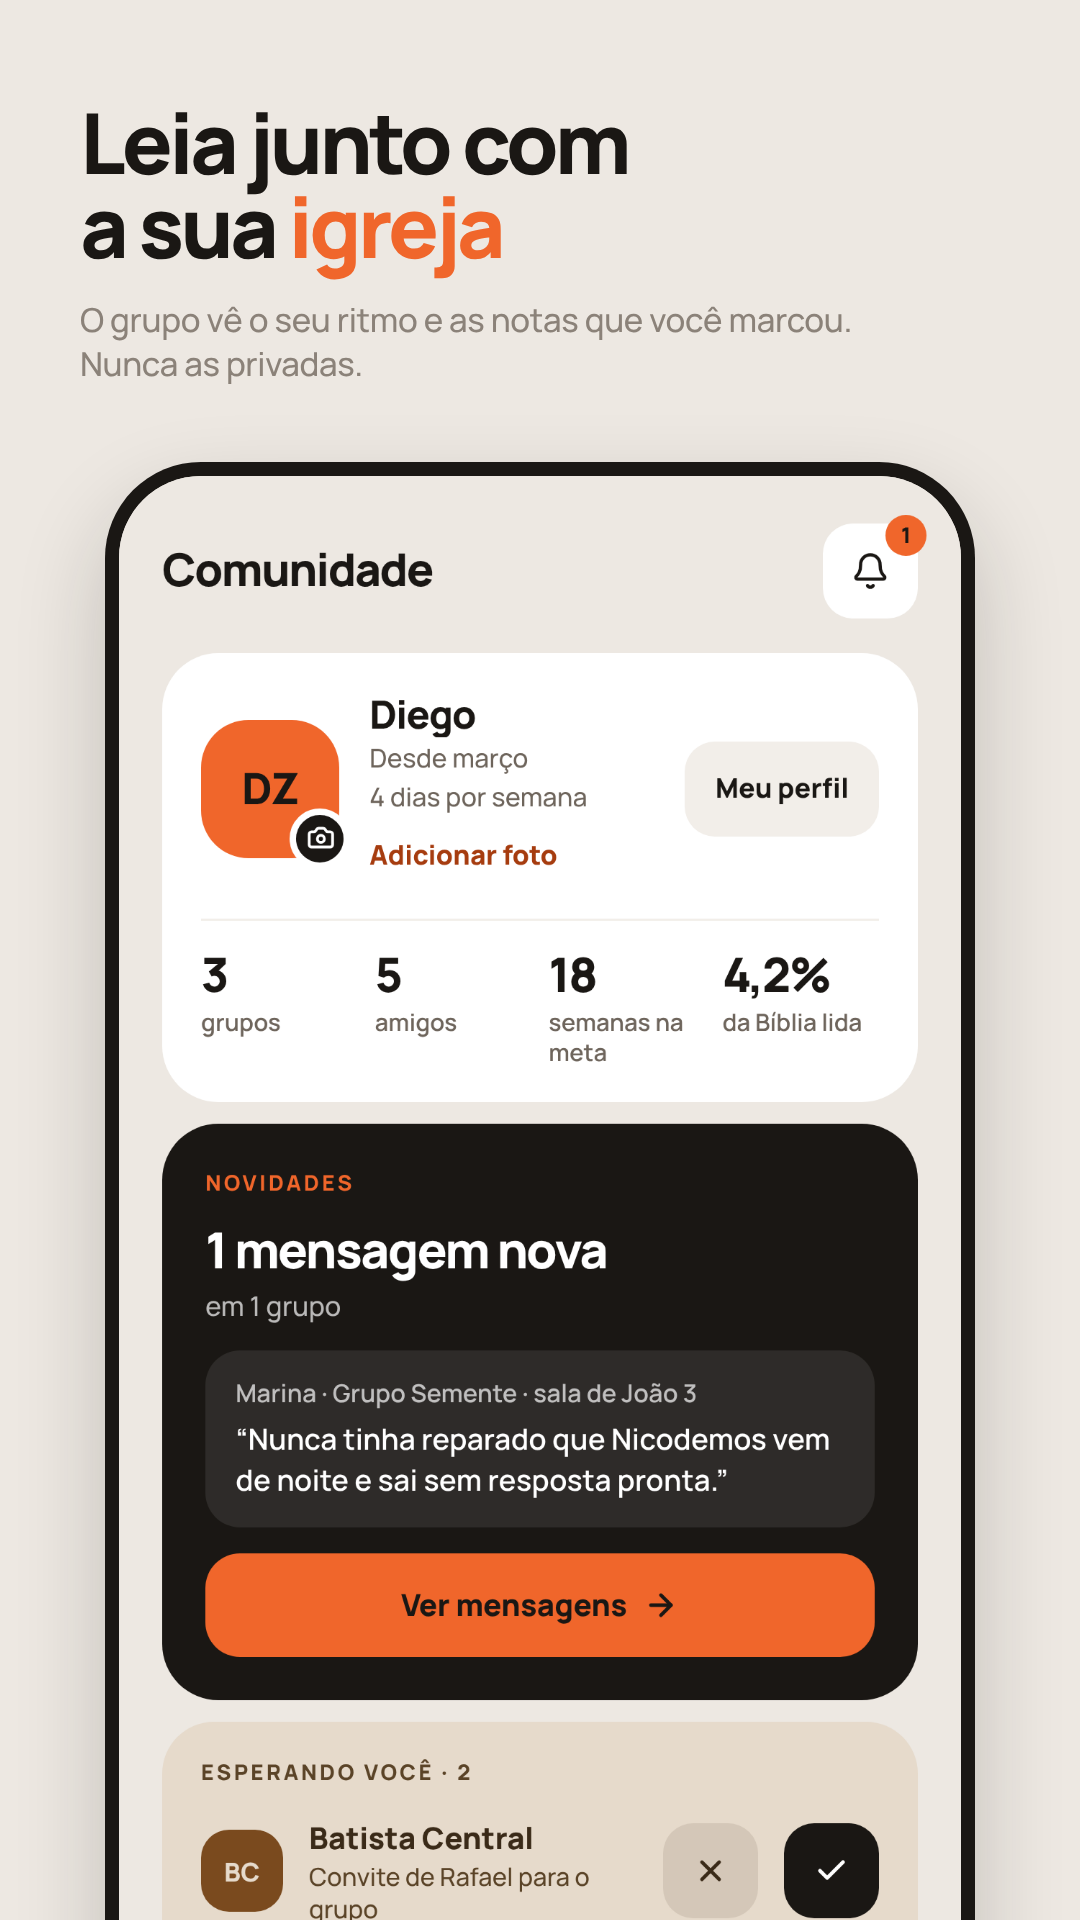 Leia junto com
a sua igreja
O grupo vê o seu ritmo e as notas que você marcou.
Nunca as privadas.
Comunidade
1
DZ
Diego
Desde março
4 dias por semana
Adicionar foto
Meu perfil
3
grupos
5
amigos
18
semanas na
meta
4,2%
da Bíblia lida
NOVIDADES
1 mensagem nova
em 1 grupo
Marina · Grupo Semente · sala de João 3
“Nunca tinha reparado que Nicodemos vem
de noite e sai sem resposta pronta.”
Ver mensagens →
ESPERANDO VOCÊ · 2
BC
Batista Central
Convite de Rafael para o
grupo